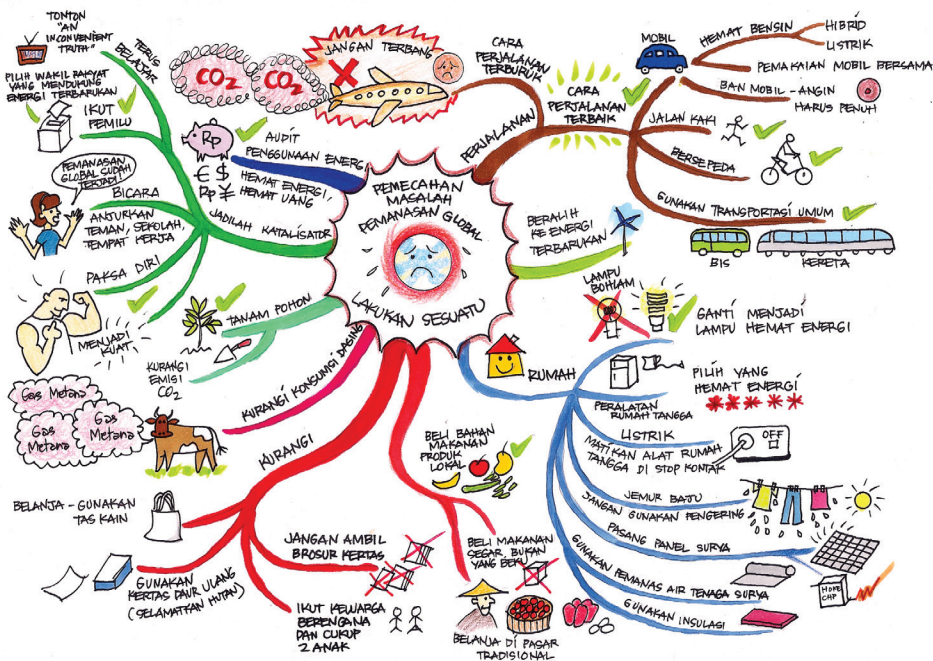 PEMECAHAN
MASALAH
PEMANASAN GLOBAL
LAKUKAN SESUATU
PERJALANAN
CARA
PERJALANAN
TERBURUK
JANGAN TERBANG
CO2
CO2
CARA
PERJALANAN
TERBAIK
MOBIL
HEMAT BENSIN
HIBRID
LISTRIK
PEMAKAIAN MOBIL BERSAMA
BAN MOBIL - ANGIN
HARUS PENUH
JALAN KAKI
BERSEPEDA
GUNAKAN TRANSPORTASI UMUM
BIS
KERETA
BERALIH
KE ENERGI
TERBARUKAN
RUMAH
LAMPU
BOHLAM
GANTI MENJADI
LAMPU HEMAT ENERGI
PERALATAN
RUMAH TANGGA
PILIH YANG
HEMAT ENERGI
LISTRIK
MATIKAN ALAT RUMAH
TANGGA DI STOP KONTAK
OFF
JEMUR BAJU
JANGAN GUNAKAN PENGERING
PASANG PANEL SURYA
HOME
CHP
GUNAKAN PEMANAS AIR TENAGA SURYA
GUNAKAN INSULASI
BELI BAHAN
MAKANAN
PRODUK
LOKAL
BELI MAKANAN
SEGAR, BUKAN
YANG BEKU
BELANJA DI PASAR
TRADISIONAL
KURANGI
BELANJA - GUNAKAN
TAS KAIN
GUNAKAN
KERTAS DAUR ULANG
(SELAMATKAN HUTAN)
JANGAN AMBIL
BROSUR KERTAS
IKUT KELUARGA
BERENCANA
DAN CUKUP
2 ANAK
KURANGI KONSUMSI DAGING
Gas Metana
Gas
Metana
Gas
Metana
TANAM POHON
KURANGI
EMISI
CO2
JADILAH KATALISATOR
TERUS
BELAJAR
TONTON
"AN
INCONVENIENT
TRUTH"
IKUT
PEMILU
PILIH WAKIL RAKYAT
YANG MENDUKUNG
ENERGI TERBARUKAN
BICARA
PEMANASAN
GLOBAL SUDAH
TERJADI!
ANJURKAN
TEMAN, SEKOLAH,
TEMPAT KERJA
PAKSA DIRI
MENJADI
KUAT!
AUDIT
PENGGUNAAN ENERGI
HEMAT ENERGI,
HEMAT UANG
Rp
€ $
Rp ¥